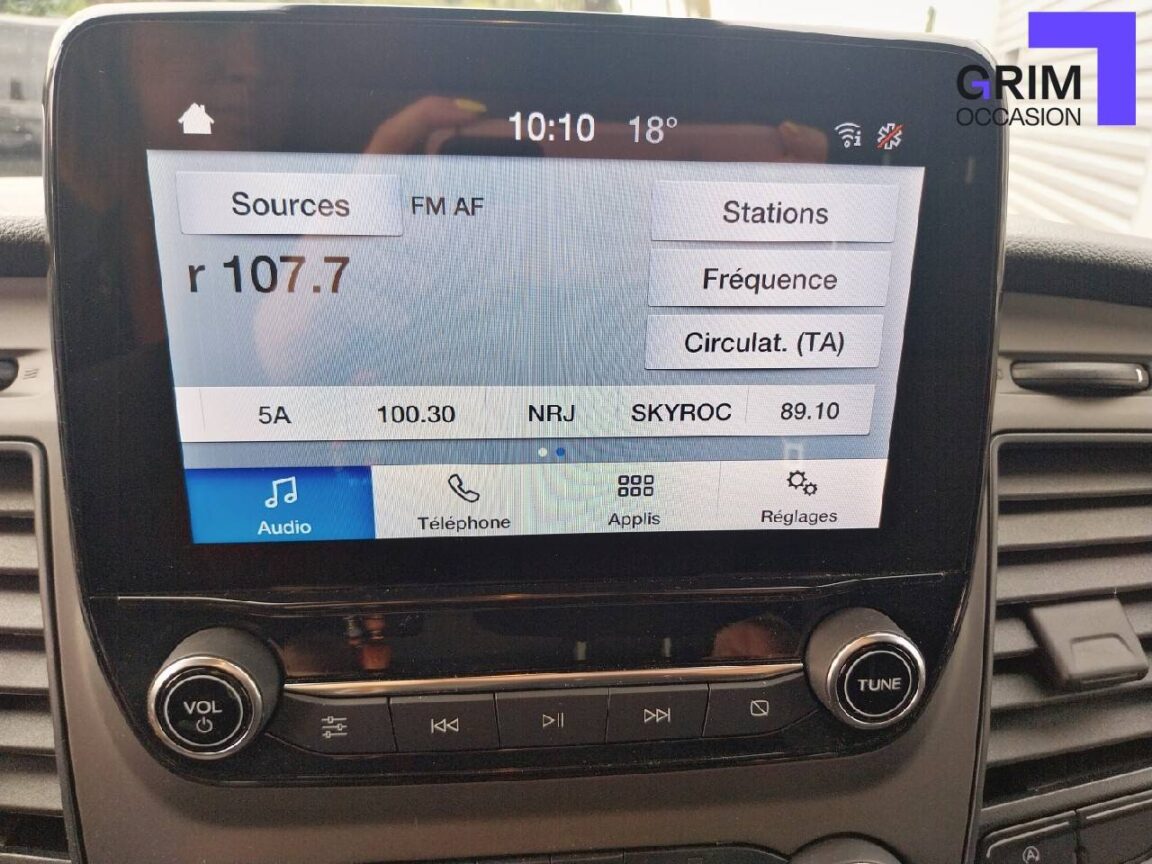 GRIM
OCCASION
10:10 18°
Sources FM AF Stations
r 107.7 Fréquence
Circulat. (TA)
5A 100.30 NRJ SKYROC 89.10
Audio Téléphone Applis Réglages
VOL TUNE
A